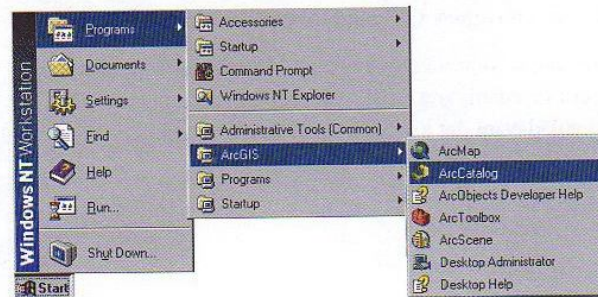 Windows NT Workstation
Programs
Documents
Settings
Find
Help
Run...
Shut Down...
Start
Accessories
Startup
Command Prompt
Windows NT Explorer
Administrative Tools (Common)
ArcGIS
Programs
Startup
ArcMap
ArcCatalog
ArcObjects Developer Help
ArcToolbox
ArcScene
Desktop Administrator
Desktop Help